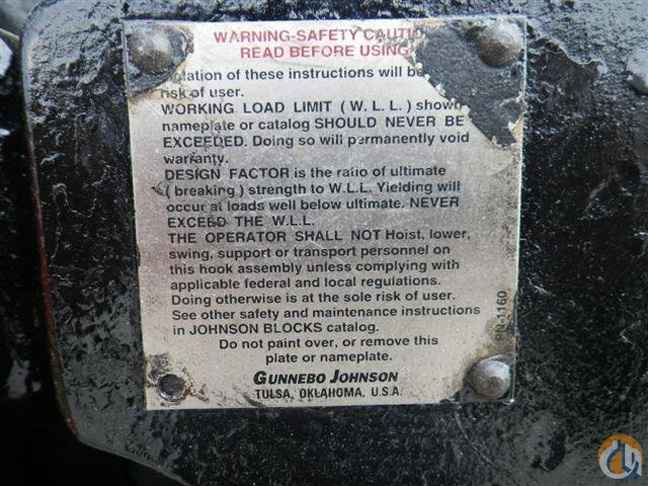 WARNING-SAFETY
READ BEFORE USING
of these instructions will be
risk of user.
WORKING LOAD LIMIT ( W. L. L. ) shown
nameplate or catalog SHOULD NEVER BE
EXCEEDED. Doing so will permanently void
warranty.
DESIGN FACTOR is the ratio of ultimate
( breaking ) strength to W.L.L. Yielding will
occur at loads well below ultimate. NEVER
EXCEED THE W.L.L.
THE OPERATOR SHALL NOT Hoist, lower,
swing, support or transport personnel on
this hook assembly unless complying with
applicable federal and local regulations.
Doing otherwise is at the sole risk of user.
See other safety and maintenance instructions
in JOHNSON BLOCKS catalog.
Do not paint over, or remove this
plate or nameplate.
GUNNEBO JOHNSON
TULSA, OKLAHOMA, U.S.A.
PN-1160